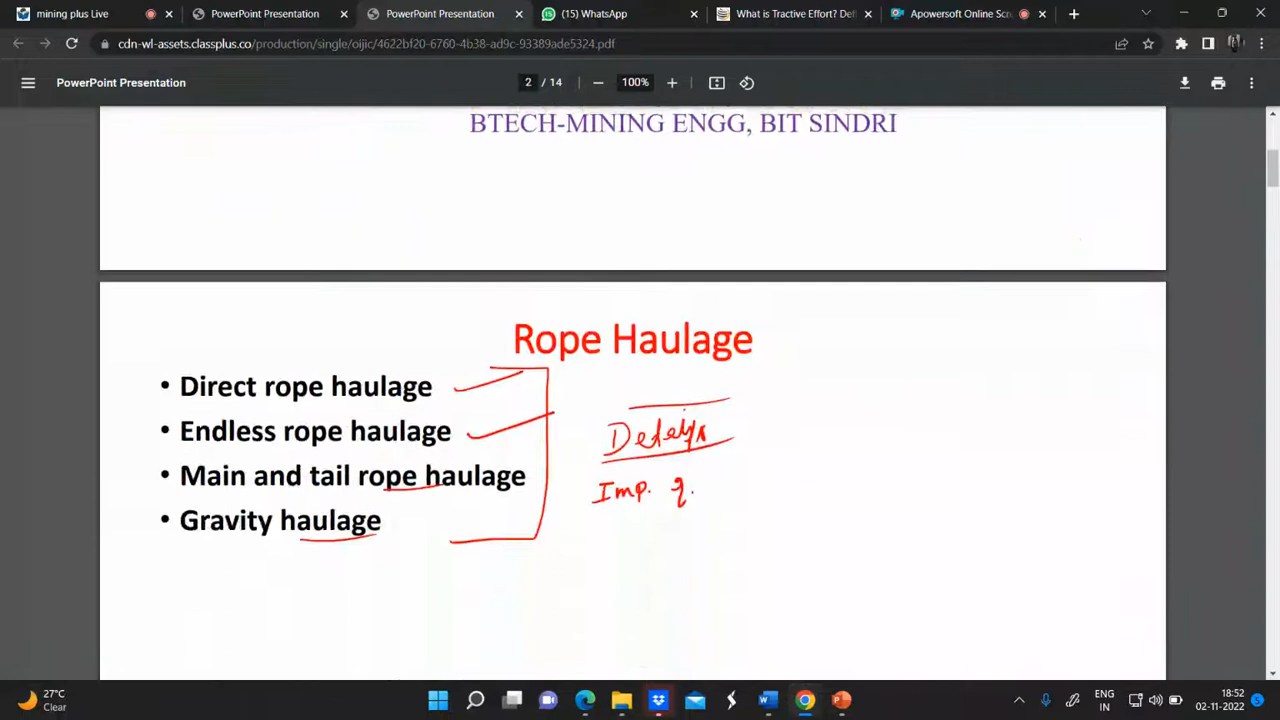 mining plus Live
PowerPoint Presentation
PowerPoint Presentation
(15) WhatsApp
What is Tractive Effort? Def
Apowersoft Online Scr
cdn-wl-assets.classplus.co/production/single/oijic/4622bf20-6760-4b38-ad9c-93389ade5324.pdf
PowerPoint Presentation
2 / 14
100%
BTECH-MINING ENGG, BIT SINDRI
Rope Haulage
• Direct rope haulage
• Endless rope haulage
• Main and tail rope haulage
• Gravity haulage
Imp. q.
27°C
Clear
ENG
IN
18:52
02-11-2022